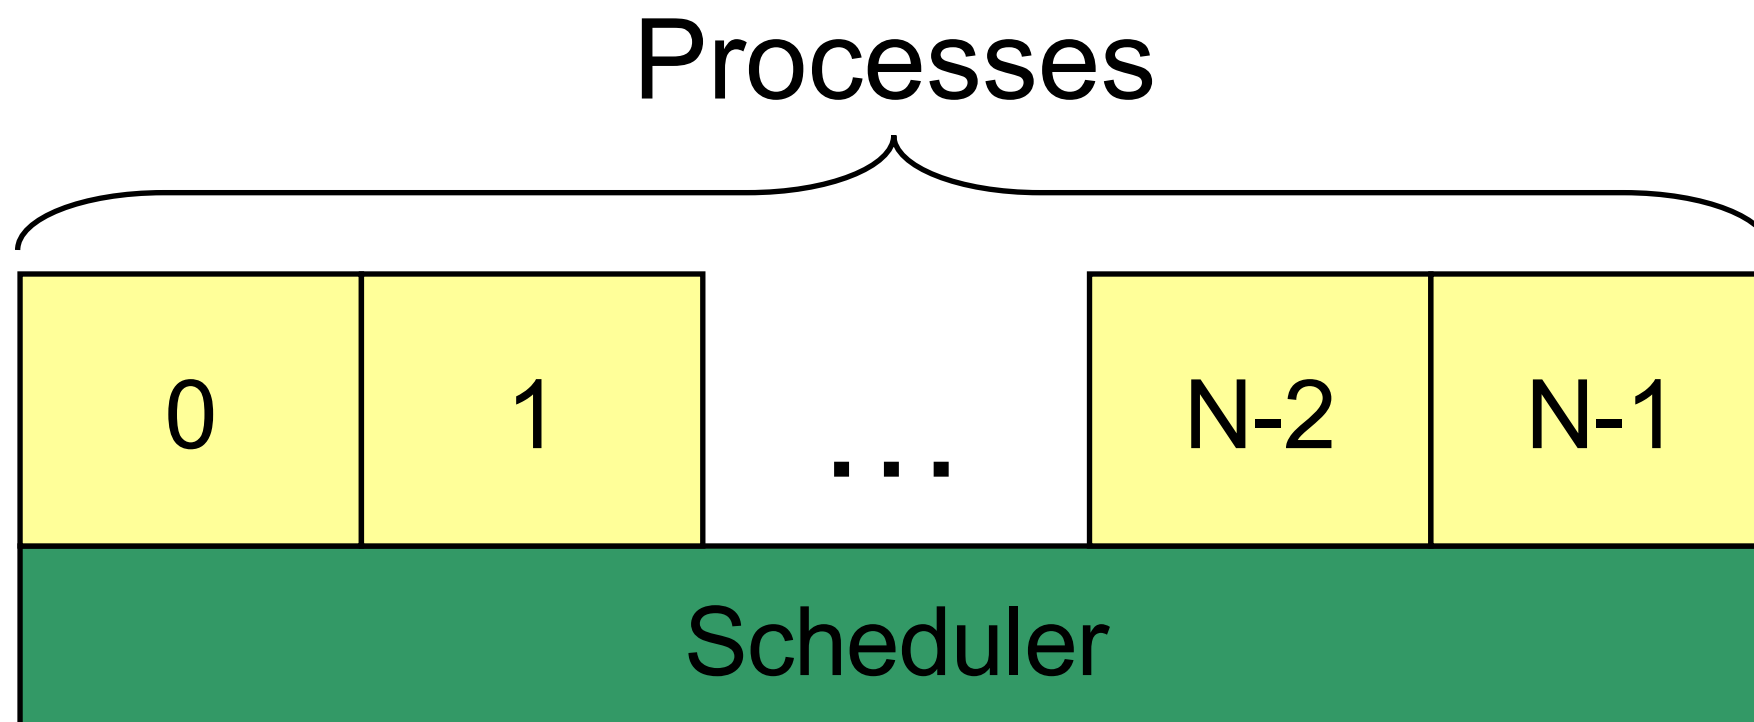 Processes
0 1 ... N-2 N-1
Scheduler